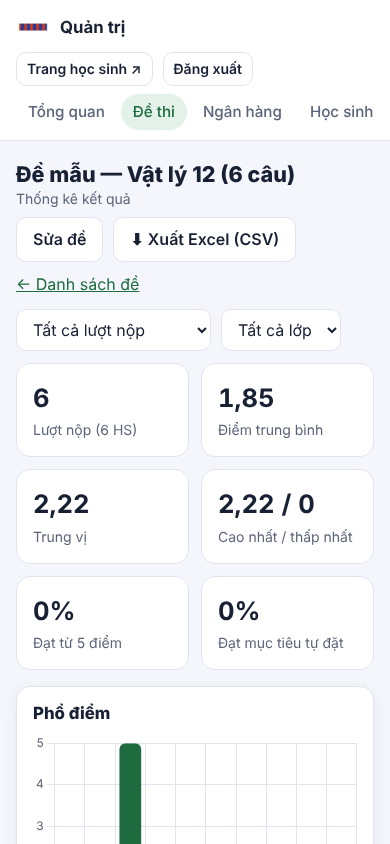 Quản trị
Trang học sinh ↗ Đăng xuất
Tổng quan Đề thi Ngân hàng Học sinh
Đề mẫu — Vật lý 12 (6 câu)
Thống kê kết quả
Sửa đề ⬇ Xuất Excel (CSV)
← Danh sách đề
Tất cả lượt nộp Tất cả lớp
6 1,85
Lượt nộp (6 HS) Điểm trung bình
2,22 2,22 / 0
Trung vị Cao nhất / thấp nhất
0% 0%
Đạt từ 5 điểm Đạt mục tiêu tự đặt
Phổ điểm
5
4
3